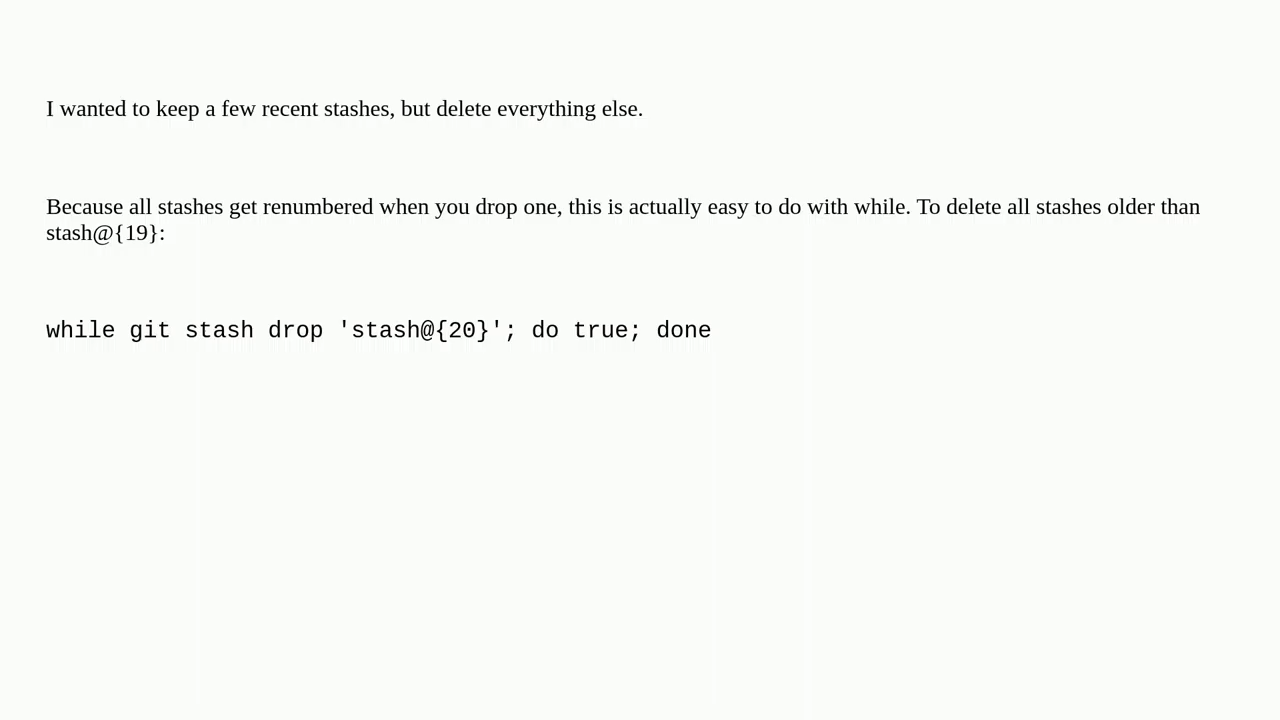 I wanted to keep a few recent stashes, but delete everything else.
Because all stashes get renumbered when you drop one, this is actually easy to do with while. To delete all stashes older than
stash@{19}:
while git stash drop 'stash@{20}'; do true; done